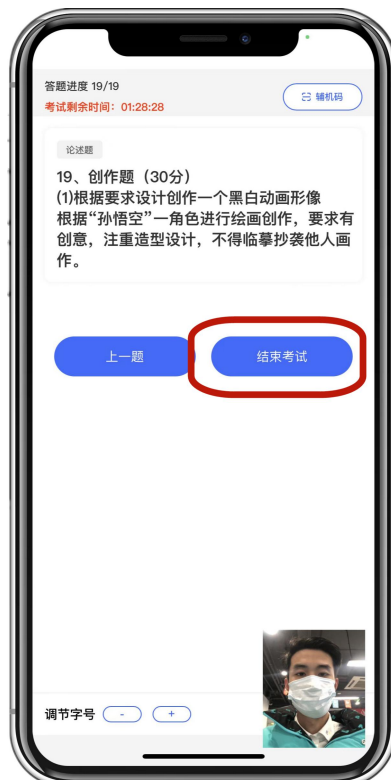 答题进度 19/19
考试剩余时间：01:28:28
辅机码
论述题
19、创作题（30分）
(1)根据要求设计创作一个黑白动画形像
根据“孙悟空”一角色进行绘画创作，要求有
创意，注重造型设计，不得临摹抄袭他人画
作。
上一题
结束考试
调节字号 - +